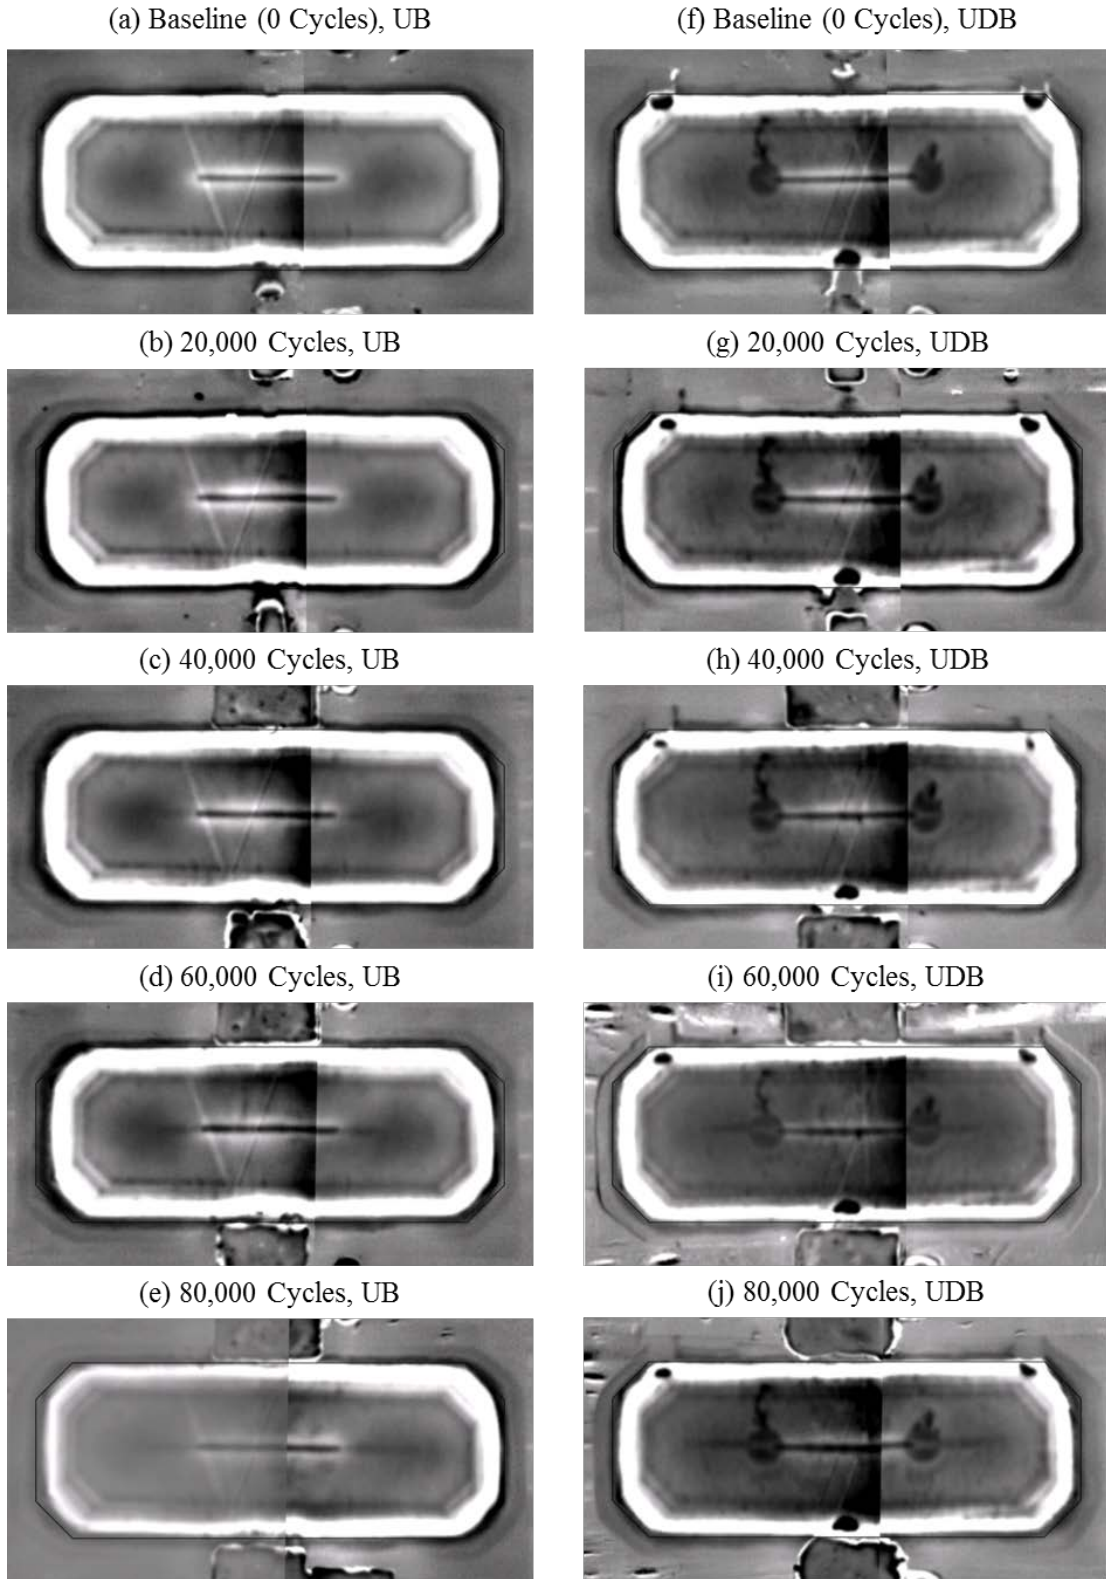 (a) Baseline (0 Cycles), UB
(f) Baseline (0 Cycles), UDB
(b) 20,000 Cycles, UB
(g) 20,000 Cycles, UDB
(c) 40,000 Cycles, UB
(h) 40,000 Cycles, UDB
(d) 60,000 Cycles, UB
(i) 60,000 Cycles, UDB
(e) 80,000 Cycles, UB
(j) 80,000 Cycles, UDB